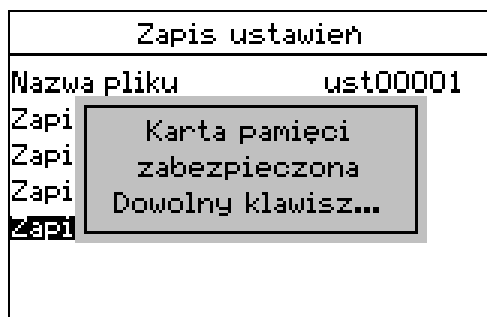 Zapis ustawień
Nazwa pliku ust00001
Zapi
Karta pamięci
Zapi
zabezpieczona
Zapi
Dowolny klawisz...
Zapi